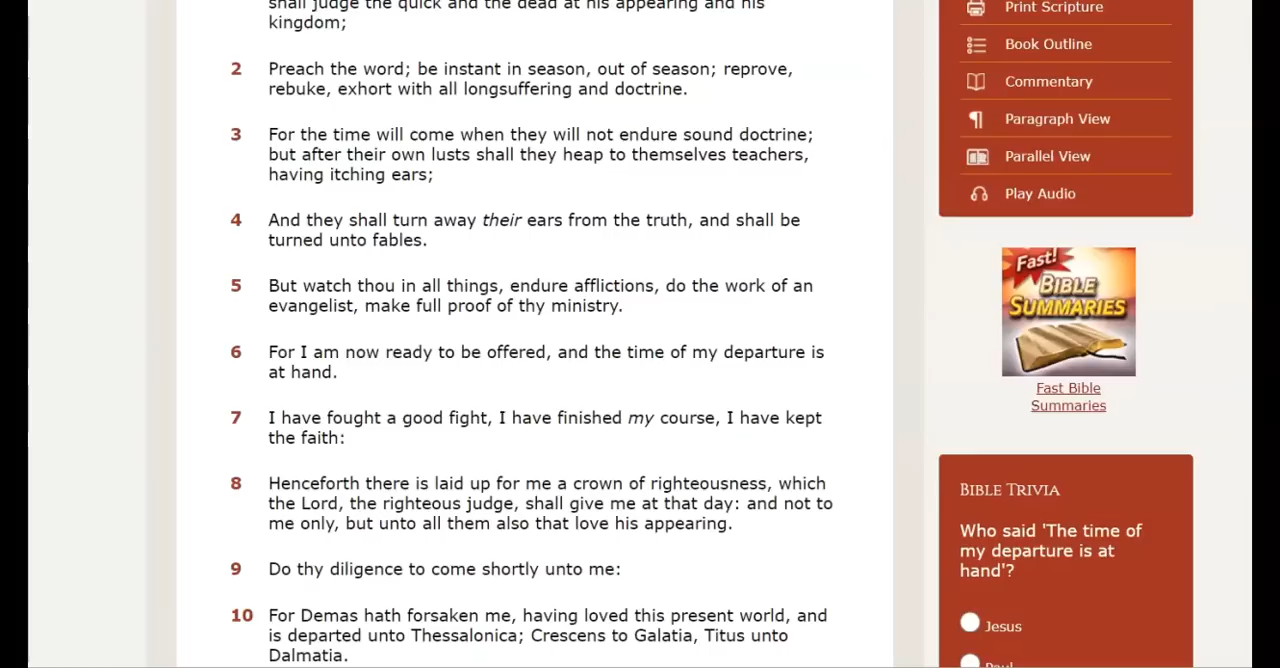 shall judge the quick and the dead at his appearing and his
kingdom;
2 Preach the word; be instant in season, out of season; reprove,
rebuke, exhort with all longsuffering and doctrine.
3 For the time will come when they will not endure sound doctrine;
but after their own lusts shall they heap to themselves teachers,
having itching ears;
4 And they shall turn away their ears from the truth, and shall be
turned unto fables.
5 But watch thou in all things, endure afflictions, do the work of an
evangelist, make full proof of thy ministry.
6 For I am now ready to be offered, and the time of my departure is
at hand.
7 I have fought a good fight, I have finished my course, I have kept
the faith:
8 Henceforth there is laid up for me a crown of righteousness, which
the Lord, the righteous judge, shall give me at that day: and not to
me only, but unto all them also that love his appearing.
9 Do thy diligence to come shortly unto me:
10 For Demas hath forsaken me, having loved this present world, and
is departed unto Thessalonica; Crescens to Galatia, Titus unto
Dalmatia.
Print Scripture
Book Outline
Commentary
Paragraph View
Parallel View
Play Audio
Fast!
BIBLE
SUMMARIES
Fast Bible
Summaries
BIBLE TRIVIA
Who said 'The time of
my departure is at
hand'?
Jesus
Paul